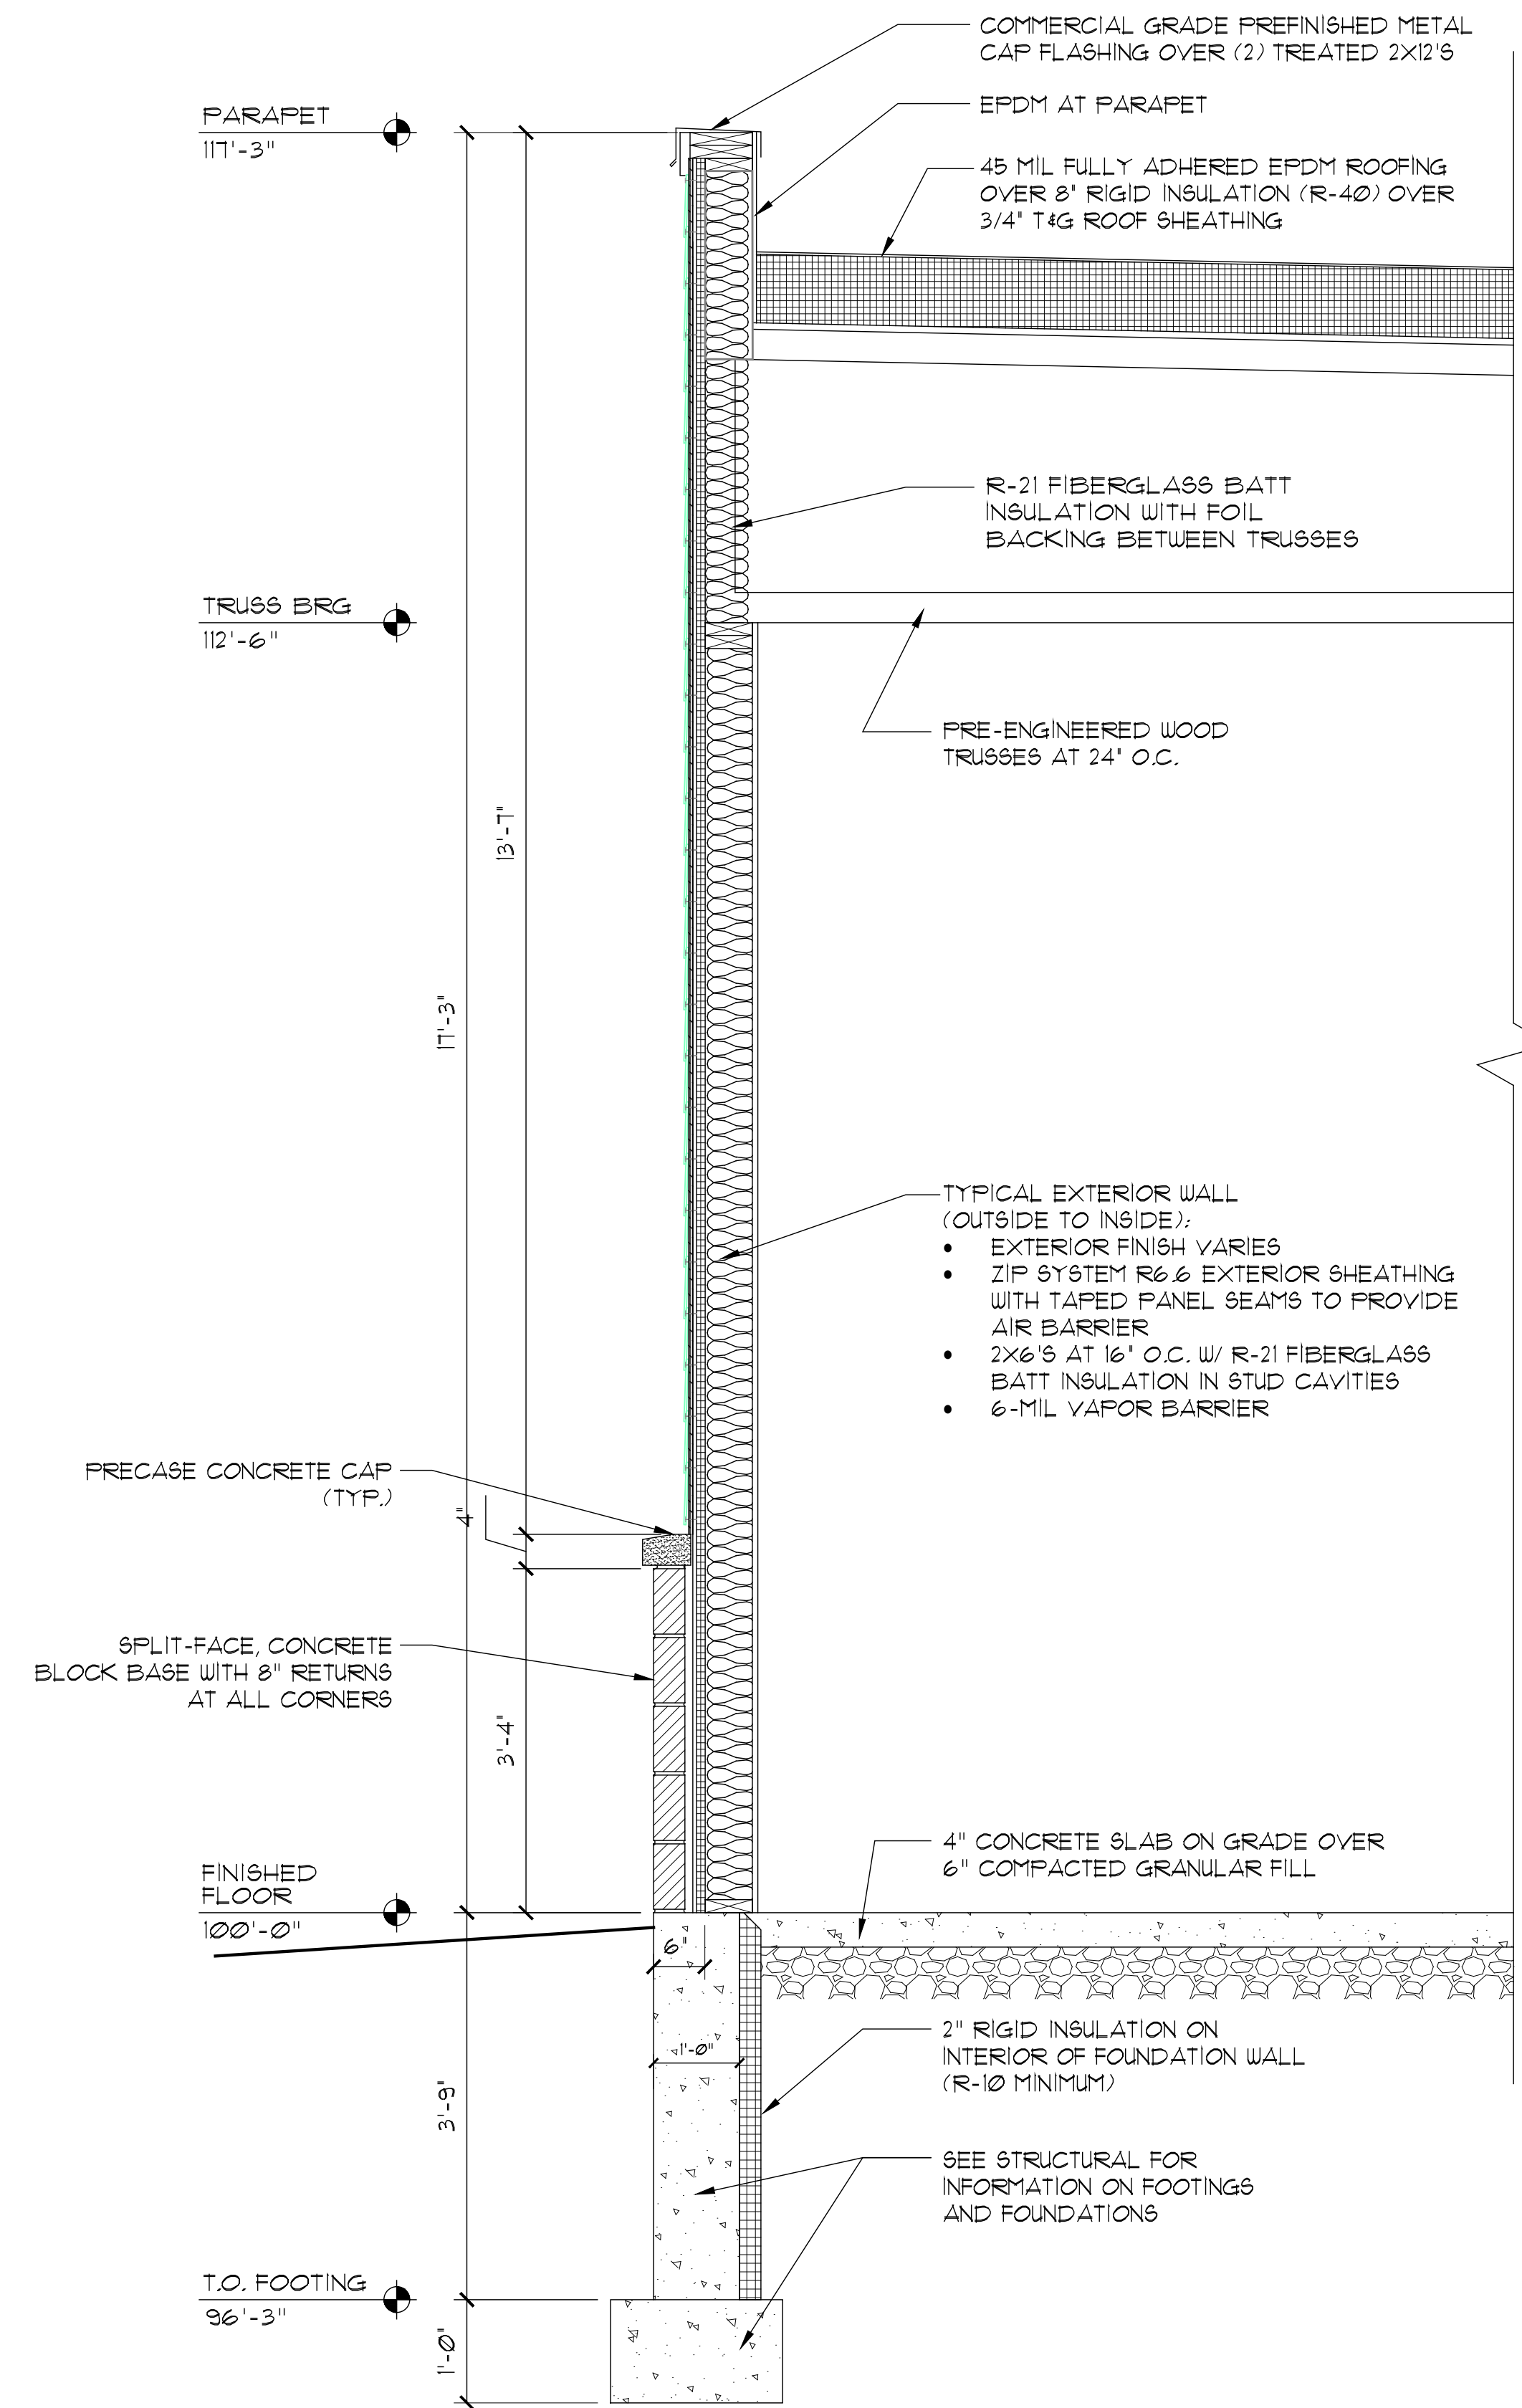 COMMERCIAL GRADE PREFINISHED METAL
CAP FLASHING OVER (2) TREATED 2X12'S
EPDM AT PARAPET
PARAPET
117'-3"
45 MIL FULLY ADHERED EPDM ROOFING
OVER 8" RIGID INSULATION (R-40) OVER
3/4" T&G ROOF SHEATHING
R-21 FIBERGLASS BATT
INSULATION WITH FOIL
BACKING BETWEEN TRUSSES
TRUSS BRG
112'-6"
PRE-ENGINEERED WOOD
TRUSSES AT 24" O.C.
13'-7"
17'-3"
TYPICAL EXTERIOR WALL
(OUTSIDE TO INSIDE):
• EXTERIOR FINISH VARIES
• ZIP SYSTEM R6.6 EXTERIOR SHEATHING
WITH TAPED PANEL SEAMS TO PROVIDE
AIR BARRIER
• 2X6'S AT 16" O.C. W/ R-21 FIBERGLASS
BATT INSULATION IN STUD CAVITIES
• 6-MIL VAPOR BARRIER
PRECASE CONCRETE CAP
(TYP.)
4"
SPLIT-FACE, CONCRETE
BLOCK BASE WITH 8" RETURNS
AT ALL CORNERS
3'-4"
4" CONCRETE SLAB ON GRADE OVER
6" COMPACTED GRANULAR FILL
FINISHED
FLOOR
100'-0"
6"
2" RIGID INSULATION ON
INTERIOR OF FOUNDATION WALL
(R-10 MINIMUM)
1'-0"
3'-9"
SEE STRUCTURAL FOR
INFORMATION ON FOOTINGS
AND FOUNDATIONS
T.O. FOOTING
96'-3"
1'-0"